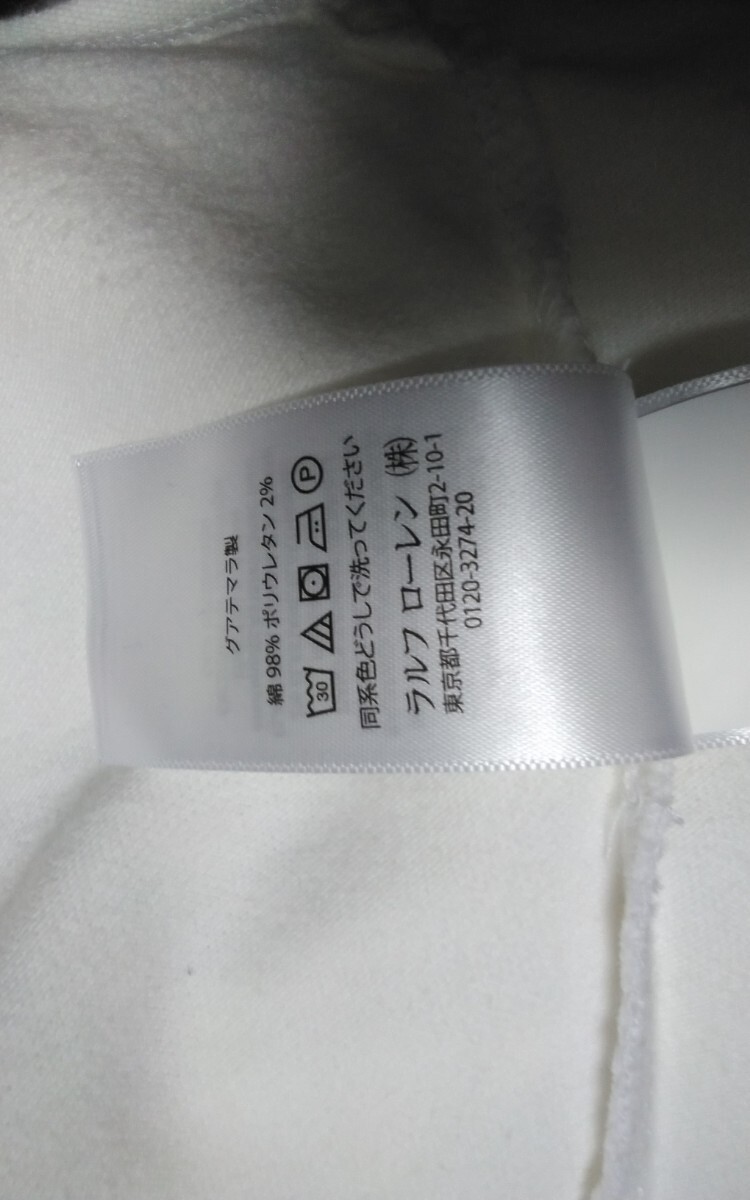 グアテマラ製
綿 98% ポリウレタン 2%
30 P
同系色どうしで洗ってください
ラルフ ローレン (株)
東京都千代田区永田町2-10-1
0120-3274-20